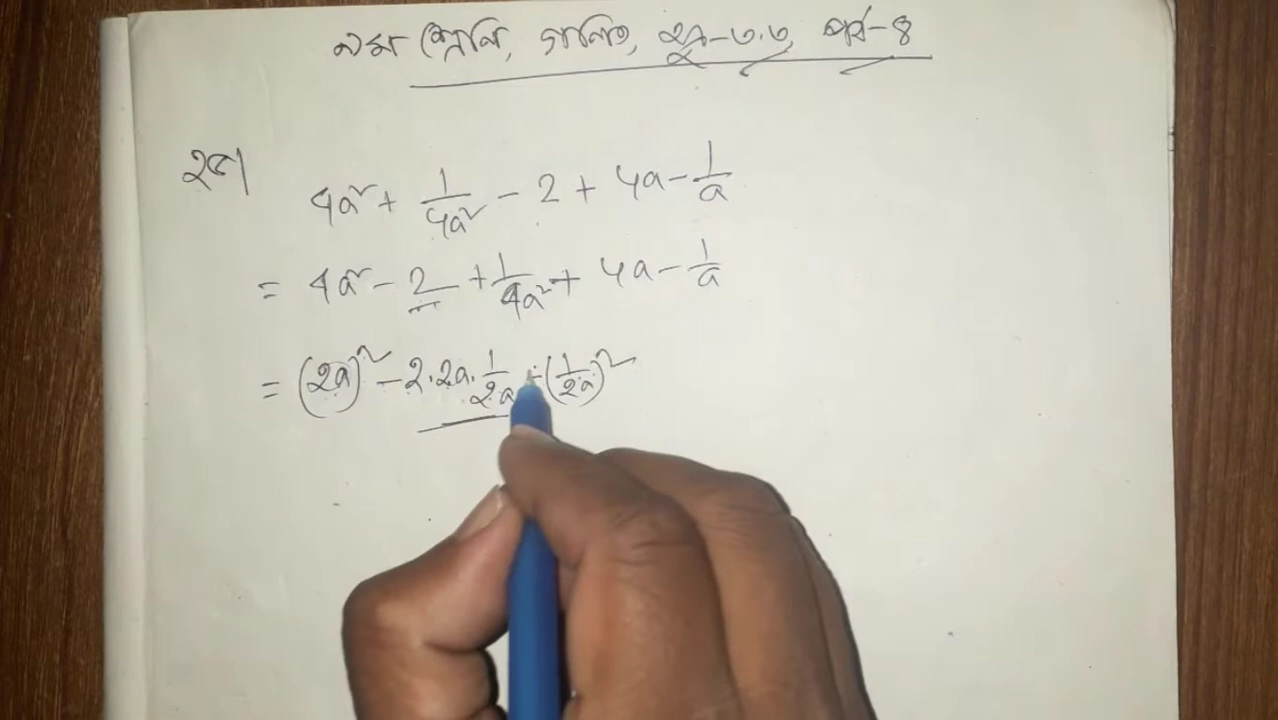 ৯ম শ্রেণি, গণিত, অনু-৩.৩, পর্ব-৪
২৫। 4a² + 1/4a² - 2 + 4a - 1/a
= 4a² - 2 + 1/4a² + 4a - 1/a
= (2a)² - 2.2a.1/2a + (1/2a)²